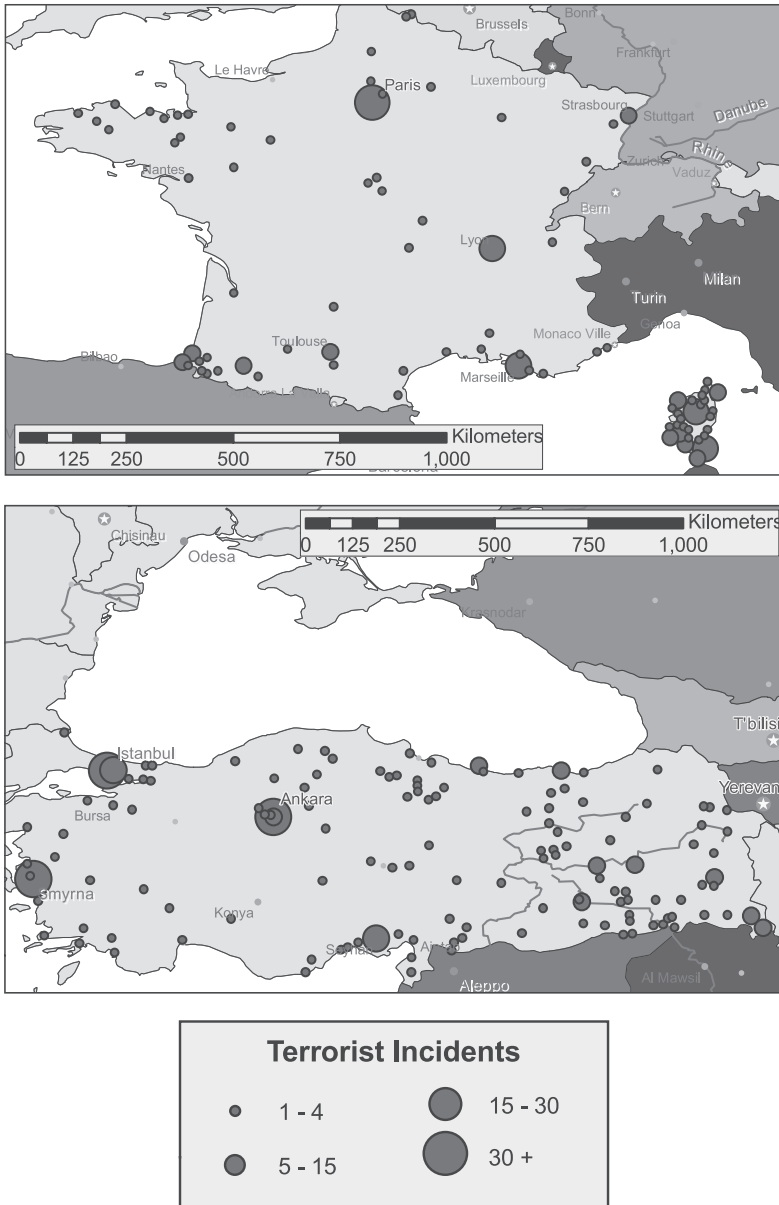 Brussels
Bonn
Frankfurt
Le Havre
Luxembourg
Paris
Strasbourg
Stuttgart
Danube
Rhine
Nantes
Zurich
Vaduz
Bern
Lyon
Milan
Turin
Genoa
Monaco Ville
Toulouse
Bilbao
Marseille
La Vella
Kilometers
0 125 250 500 750 1,000
Barcelona
Chisinau
Odesa
Kilometers
0 125 250 500 750 1,000
Krasnodar
T'bilisi
Istanbul
Yerevan
Ankara
Bursa
Smyrna
Konya
Aleppo
Al Mawsil
Terrorist Incidents
1 - 4
15 - 30
5 - 15
30 +